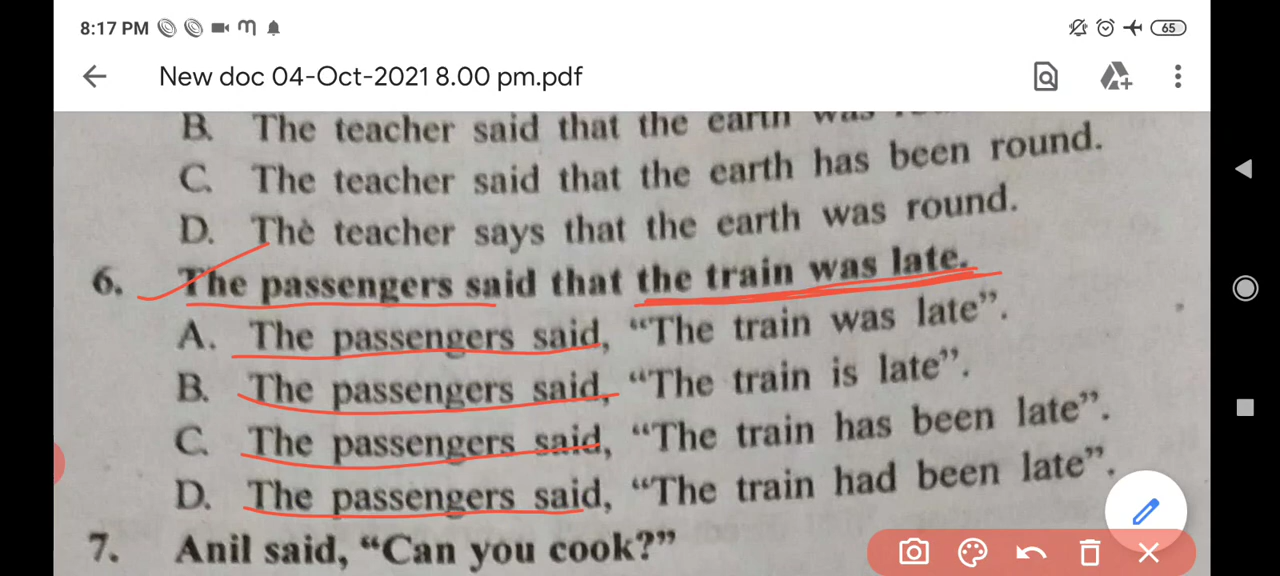 8:17 PM
65
New doc 04-Oct-2021 8.00 pm.pdf
B. The teacher said that the earth was
C. The teacher said that the earth has been round.
D. The teacher says that the earth was round.
6. The passengers said that the train was late.
A. The passengers said, “The train was late”.
B. The passengers said, “The train is late”.
C. The passengers said, “The train has been late”.
D. The passengers said, “The train had been late”.
7. Anil said, “Can you cook?”